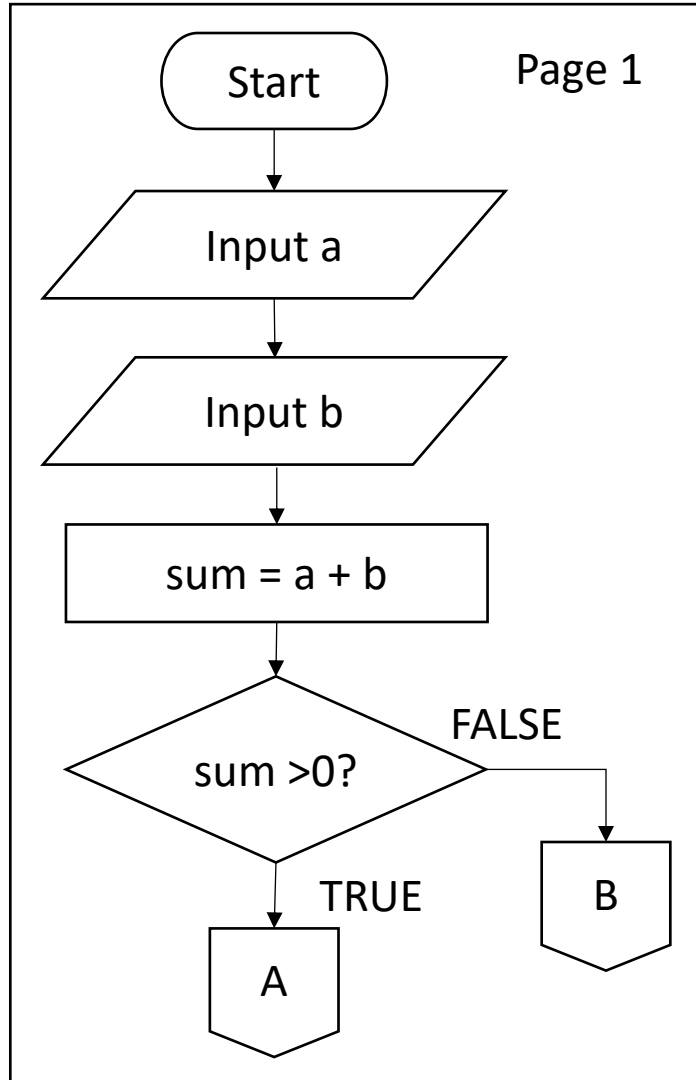 Page 1
Start
Input a
Input b
sum = a + b
sum >0?
FALSE
TRUE
B
A